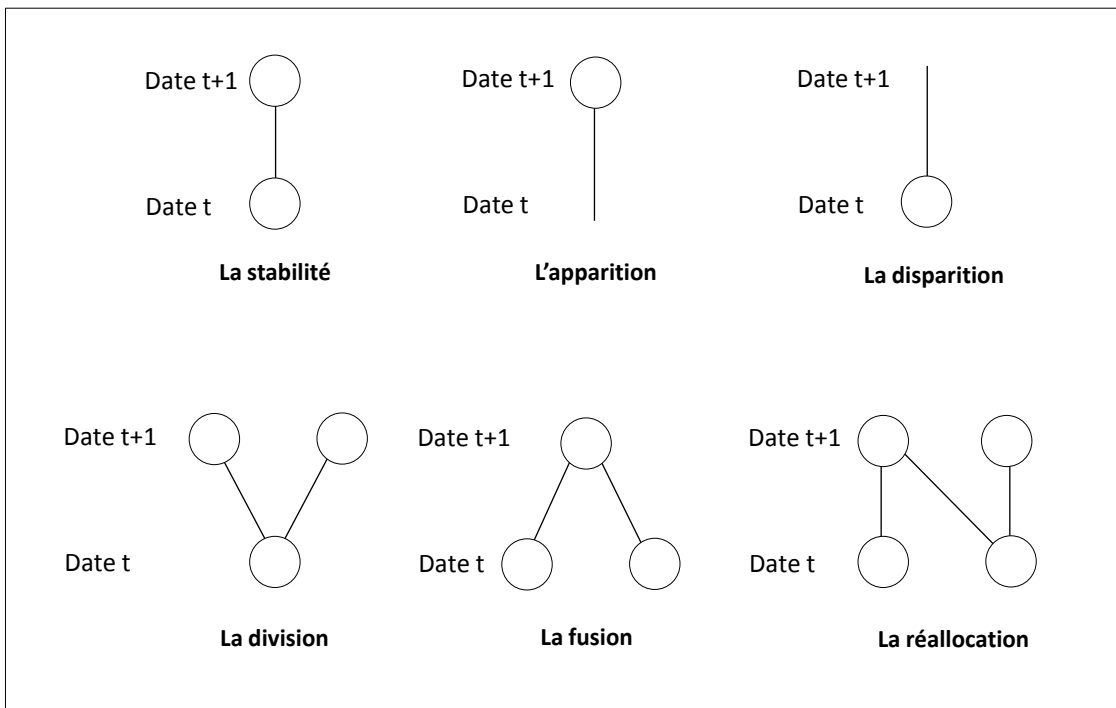 Date t+1
Date t
La stabilité
Date t+1
Date t
L’apparition
Date t+1
Date t
La disparition
Date t+1
Date t
La division
Date t+1
Date t
La fusion
Date t+1
Date t
La réallocation